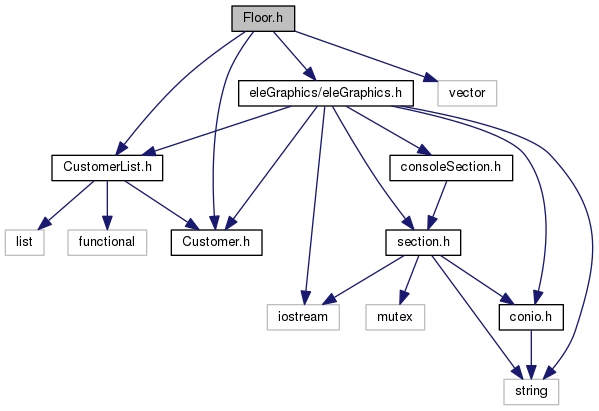 Floor.h
eleGraphics/eleGraphics.h
vector
CustomerList.h
consoleSection.h
list
functional
Customer.h
section.h
iostream
mutex
conio.h
string